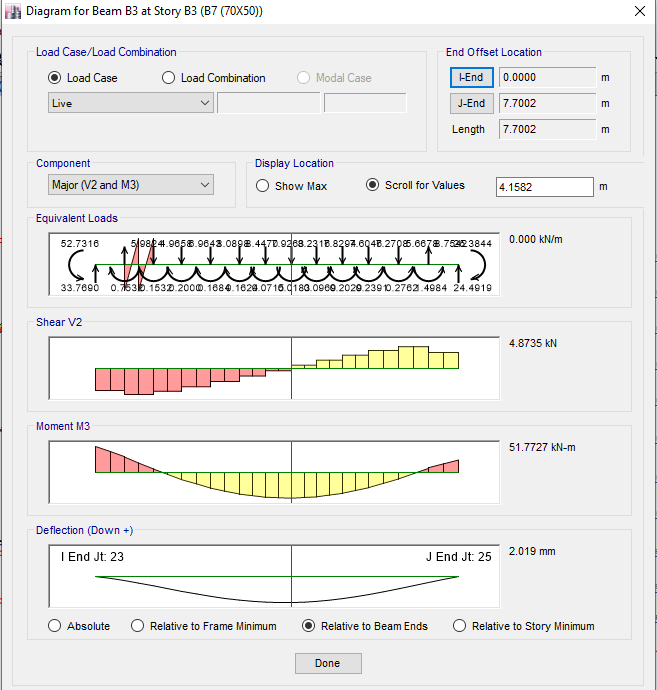 Diagram for Beam B3 at Story B3 (B7 (70X50))
Load Case/Load Combination
Load Case Load Combination Modal Case
Live
End Offset Location
I-End 0.0000 m
J-End 7.7002 m
Length 7.7002 m
Component
Major (V2 and M3)
Display Location
Show Max Scroll for Values 4.1582 m
Equivalent Loads
52.7316
0.000 kN/m
33.7690 24.4919
Shear V2
4.8735 kN
Moment M3
51.7727 kN-m
Deflection (Down +)
I End Jt: 23 J End Jt: 25
2.019 mm
Absolute Relative to Frame Minimum Relative to Beam Ends Relative to Story Minimum
Done